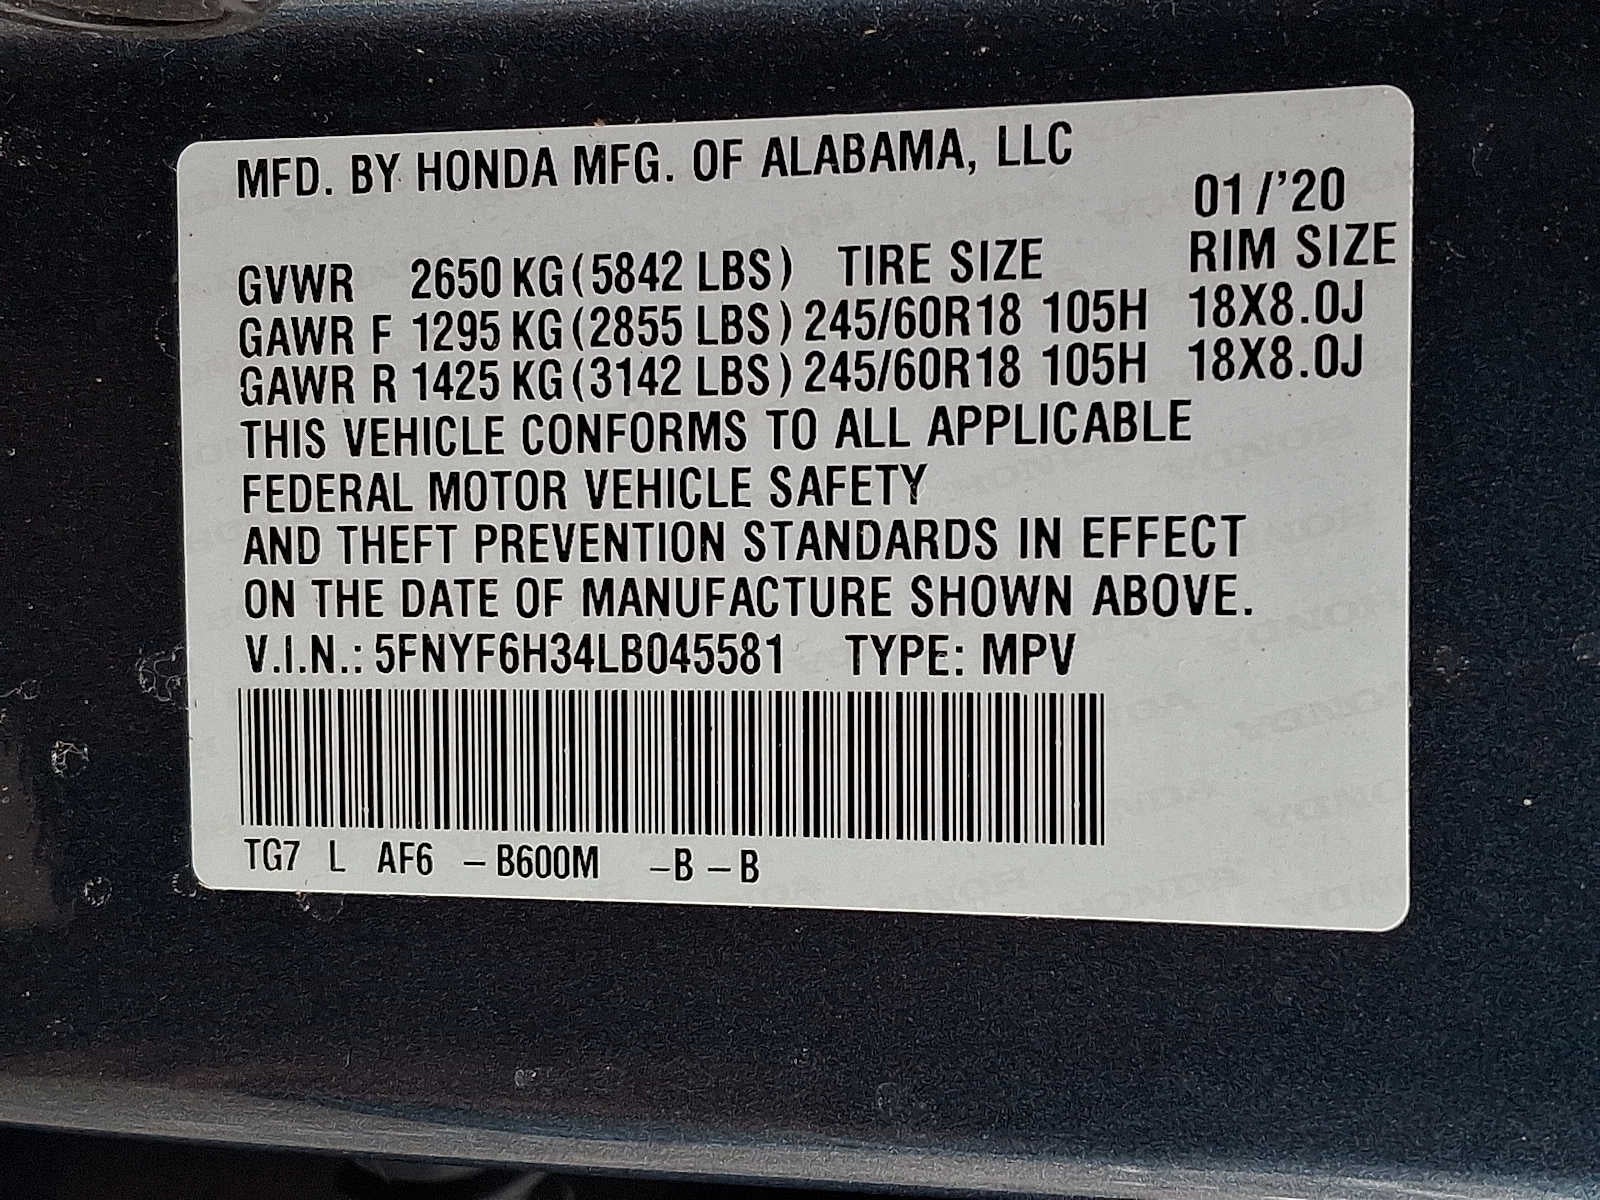 MFD. BY HONDA MFG. OF ALABAMA, LLC
01/'20
GVWR 2650 KG (5842 LBS) TIRE SIZE RIM SIZE
GAWR F 1295 KG (2855 LBS) 245/60R18 105H 18X8.0J
GAWR R 1425 KG (3142 LBS) 245/60R18 105H 18X8.0J
THIS VEHICLE CONFORMS TO ALL APPLICABLE
FEDERAL MOTOR VEHICLE SAFETY
AND THEFT PREVENTION STANDARDS IN EFFECT
ON THE DATE OF MANUFACTURE SHOWN ABOVE.
V.I.N.: 5FNYF6H34LB045581 TYPE: MPV
TG7 L AF6 -B600M -B-B